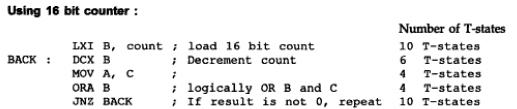 Using 16 bit counter :
Number of T-states
LXI B, count ; load 16 bit count 10 T-states
BACK : DCX B ; Decrement count 6 T-states
MOV A, C ; 4 T-states
ORA B ; logically OR B and C 4 T-states
JNZ BACK ; If result is not 0, repeat 10 T-states